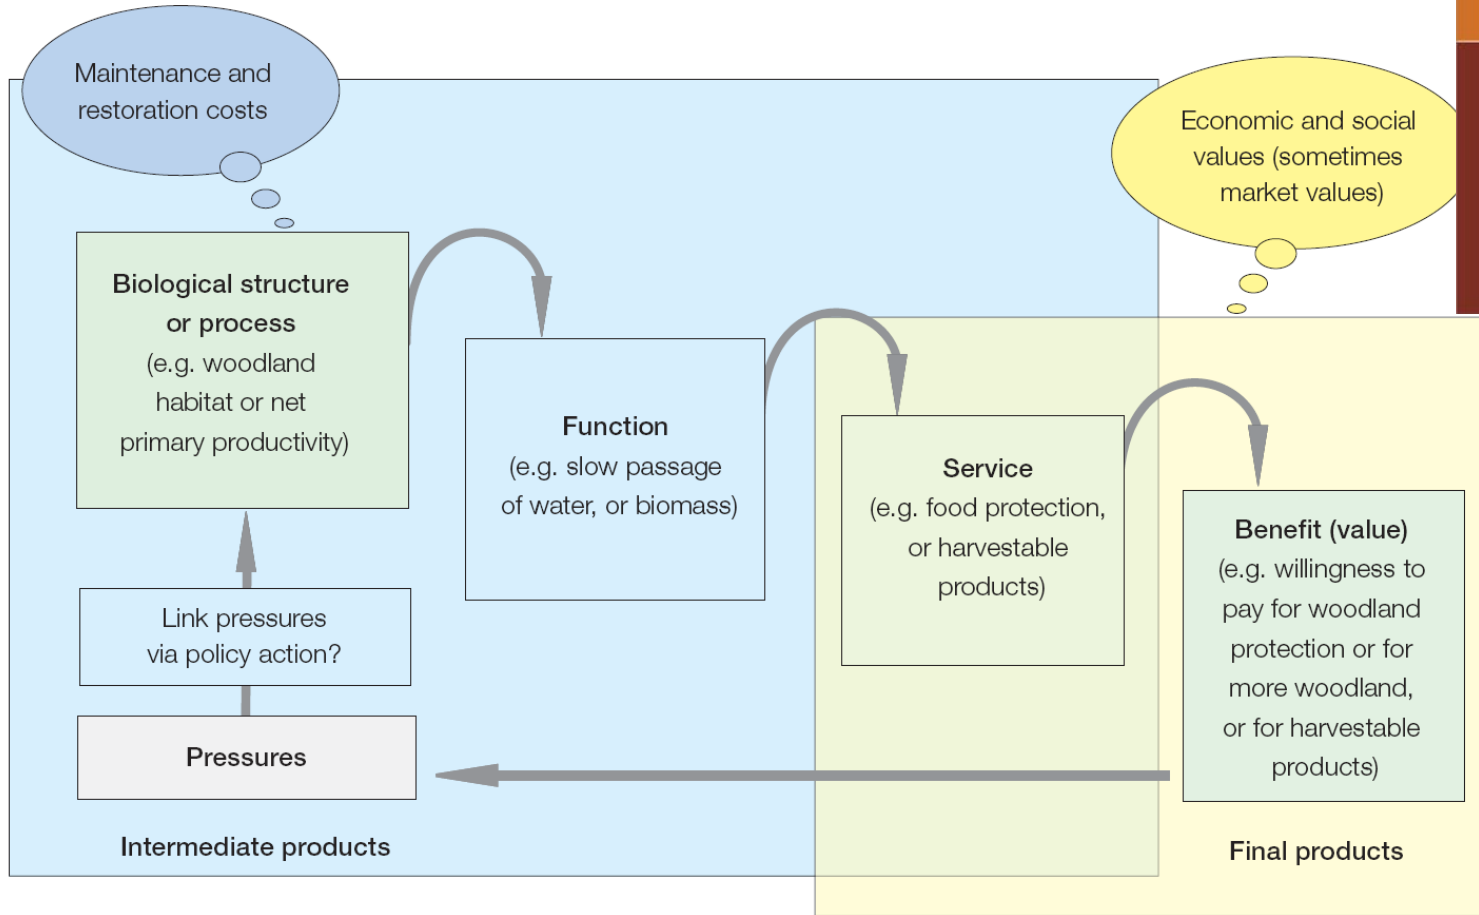 Maintenance and
restoration costs
Economic and social
values (sometimes
market values)
Biological structure
or process
(e.g. woodland
habitat or net
primary productivity)
Function
(e.g. slow passage
of water, or biomass)
Service
(e.g. food protection,
or harvestable
products)
Benefit (value)
(e.g. willingness to
pay for woodland
protection or for
more woodland,
or for harvestable
products)
Link pressures
via policy action?
Pressures
Intermediate products
Final products